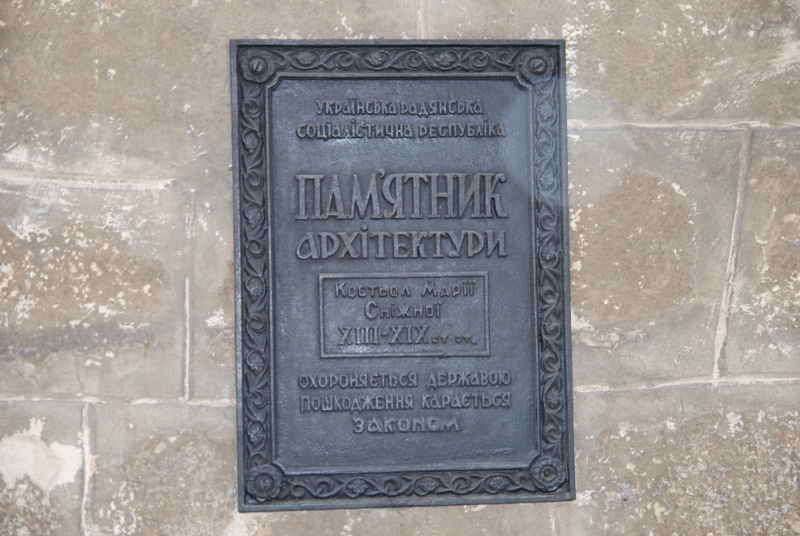 УКРАЇНСЬКА РАДЯНСЬКА
СОЦІАЛІСТИЧНА РЕСПУБЛІКА
ПАМ'ЯТНИК
АРХІТЕКТУРИ
Костьол Марії
Сніжної
XIII-XIX ст. ст.
ОХОРОНЯЄТЬСЯ ДЕРЖАВОЮ
ПОШКОДЖЕННЯ КАРАЄТЬСЯ
ЗАКОНОМ